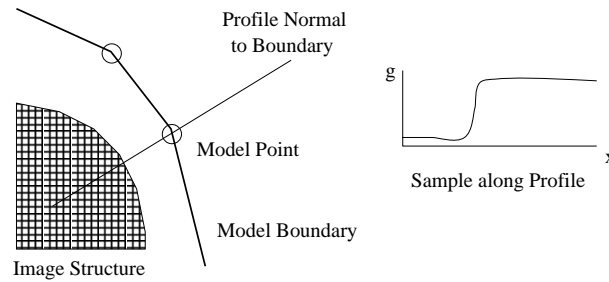 Profile Normal
to Boundary
Model Point
Model Boundary
Image Structure
g
x
Sample along Profile